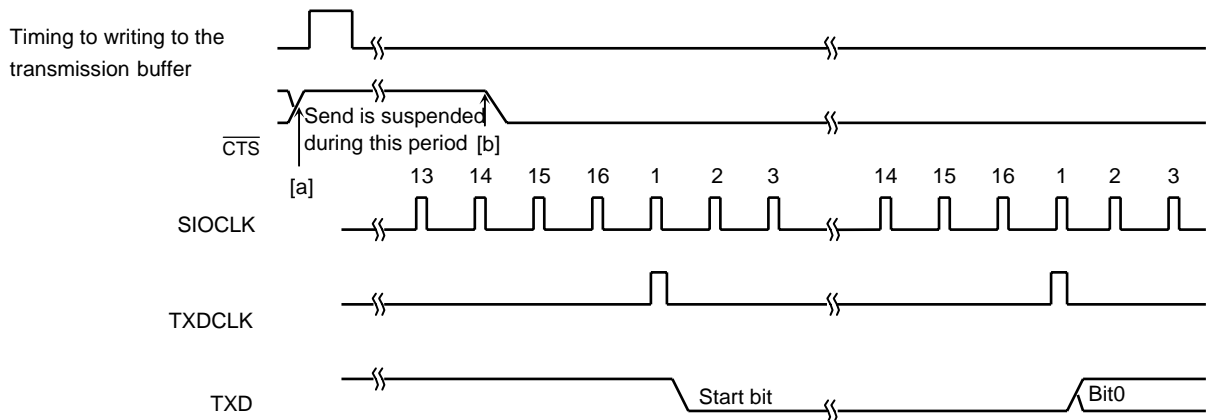 Timing to writing to the
transmission buffer
Send is suspended
during this period [b]
CTS
[a]
13 14 15 16 1 2 3 14 15 16 1 2 3
SIOCLK
TXDCLK
TXD
Start bit
Bit0